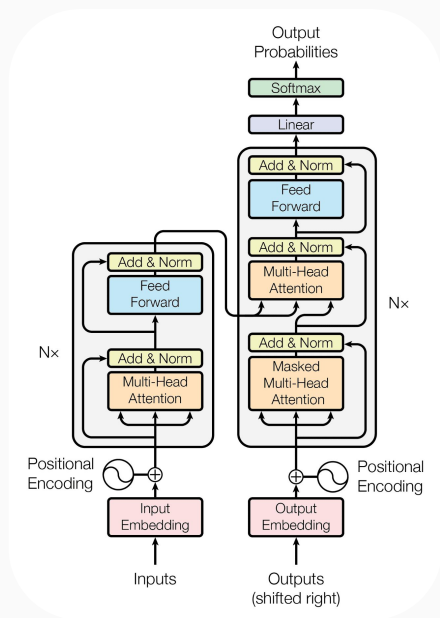 Output
Probabilities
Softmax
Linear
Add & Norm
Feed
Forward
Add & Norm
Multi-Head
Attention
Add & Norm
Masked
Multi-Head
Attention
N×
Add & Norm
Feed
Forward
N×
Add & Norm
Multi-Head
Attention
Positional
Encoding
Positional
Encoding
Input
Embedding
Output
Embedding
Inputs
Outputs
(shifted right)